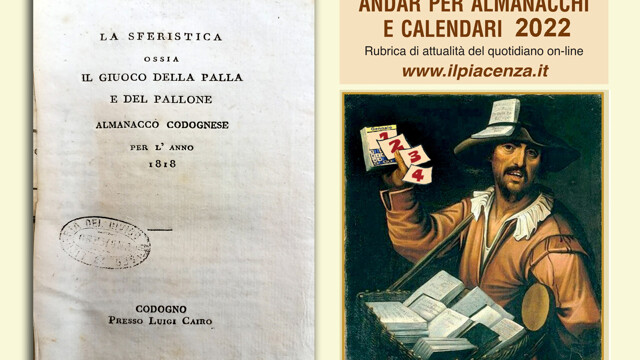 LA SFERISTICA
OSSIA
IL GIUOCO DELLA PALLA
E DEL PALLONE
ALMANACCO CODOGNESE
PER L' ANNO
1818
CODOGNO
PRESSO LUIGI CAIRO
ANDAR PER ALMANACCHI
E CALENDARI 2022
Rubrica di attualità del quotidiano on-line
www.ilpiacenza.it
1
2
3
4